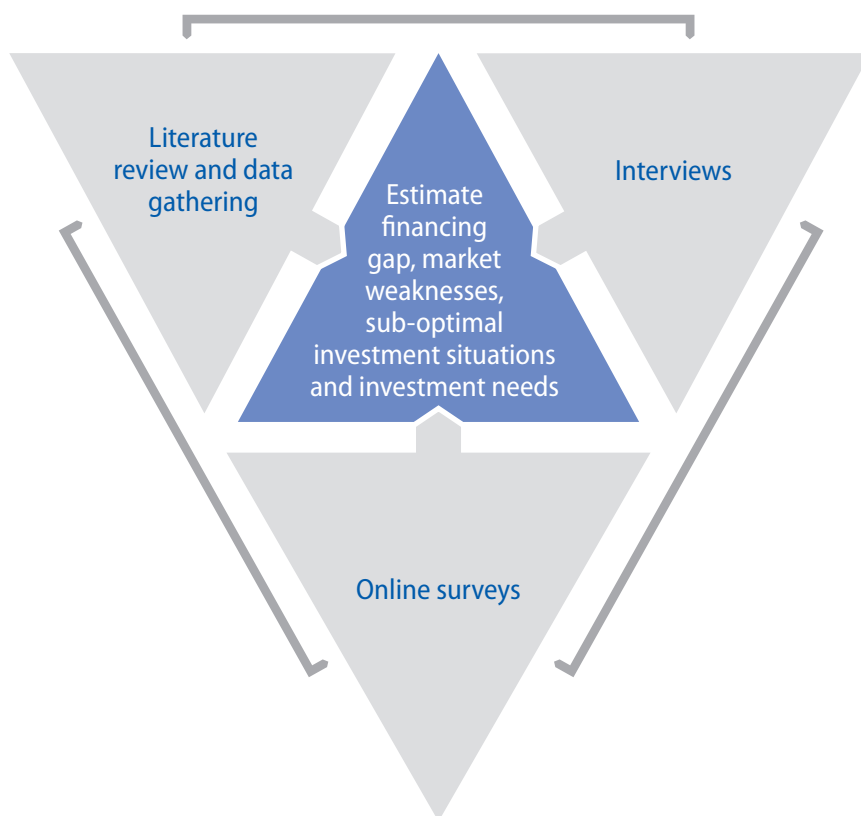 Literature
review and data
gathering
Interviews
Estimate
financing
gap, market
weaknesses,
sub-optimal
investment situations
and investment needs
Online surveys